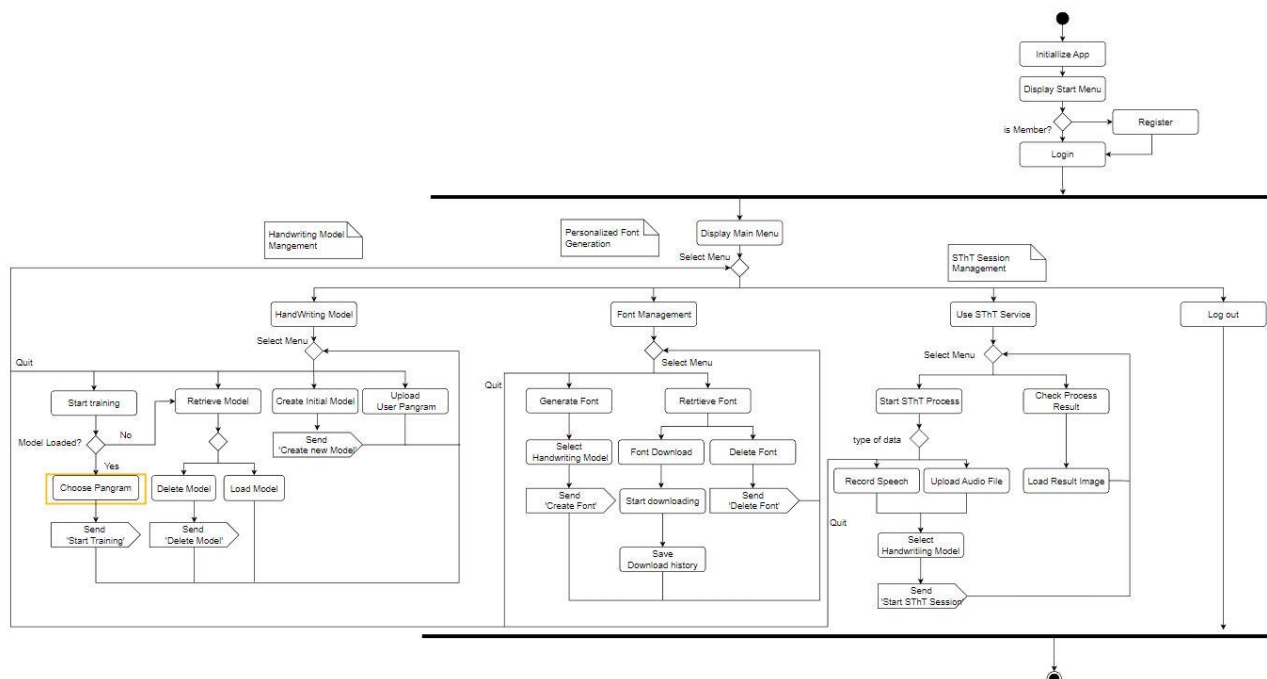 Initiallize App
Display Start Menu
is Member?
Register
Login
Handwriting Model
Mangement
Personalized Font
Generation
Display Main Menu
Select Menu
SThT Session
Management
HandWriting Model
Font Management
Use SThT Service
Log out
Select Menu
Select Menu
Select Menu
Quit
Quit
Start training
Retrieve Model
Create Initial Model
Upload
User Pangram
Generate Font
Retrtieve Font
Start SThT Process
Check Process
Result
Model Loaded?
No
Send
'Create new Model'
Select
Handwriting Model
Font Download
Delete Font
type of data
Yes
Choose Pangram
Delete Model
Load Model
Record Speech
Upload Audio File
Load Result Image
Send
'Create Font'
Start downloading
Send
'Delete Font'
Quit
Send
'Start Training'
Send
'Delete Model'
Select
Handwritiing Model
Save
Download history
Send
'Start SThT Session'